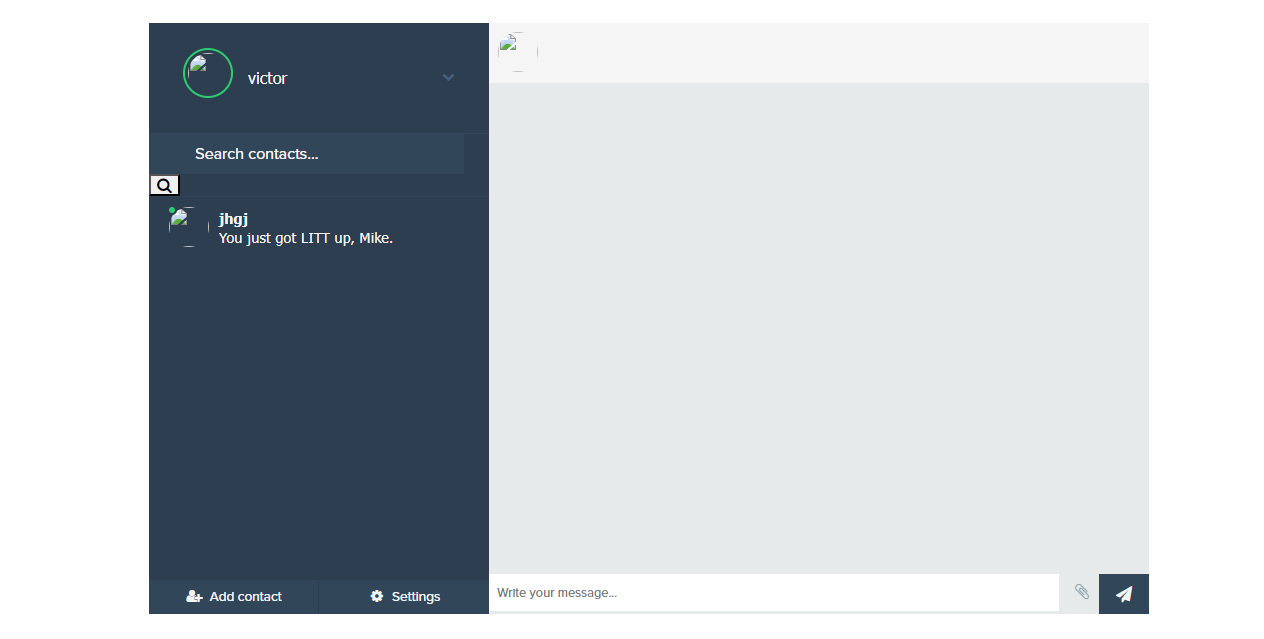 victor
Search contacts...
jhgj
You just got LITT up, Mike.
Add contact
Settings
Write your message...